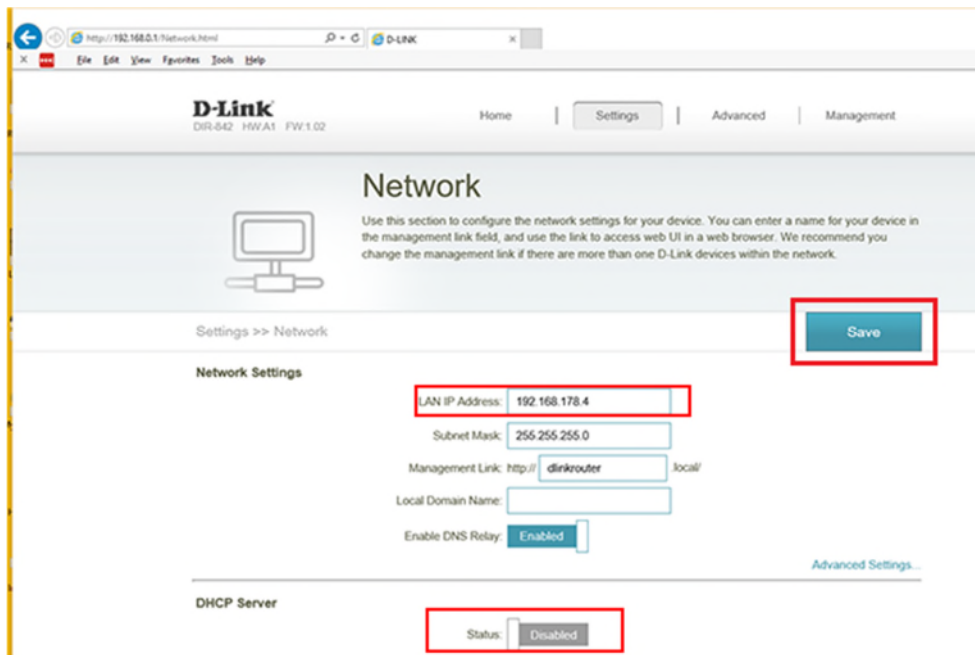 http://192.168.0.1/Network.html
D-LINK
File Edit View Favorites Tools Help
D-Link
DIR-842 HW:A1 FW:1.02
Home Settings Advanced Management
Network
Use this section to configure the network settings for your device. You can enter a name for your device in
the management link field, and use the link to access web UI in a web browser. We recommend you
change the management link if there are more than one D-Link devices within the network.
Settings >> Network
Save
Network Settings
LAN IP Address: 192.168.178.4
Subnet Mask: 255.255.255.0
Management Link: http:// dlinkrouter .local/
Local Domain Name:
Enable DNS Relay: Enabled
Advanced Settings...
DHCP Server
Status: Disabled